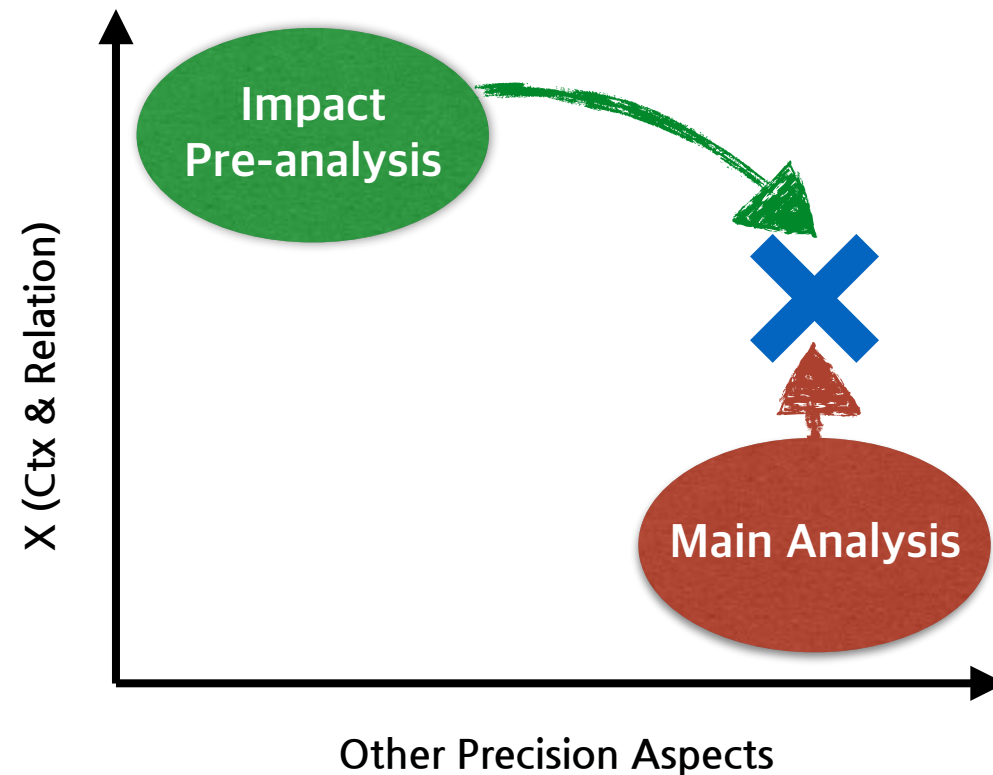 Impact
Pre-analysis
X (Ctx & Relation)
Main Analysis
Other Precision Aspects